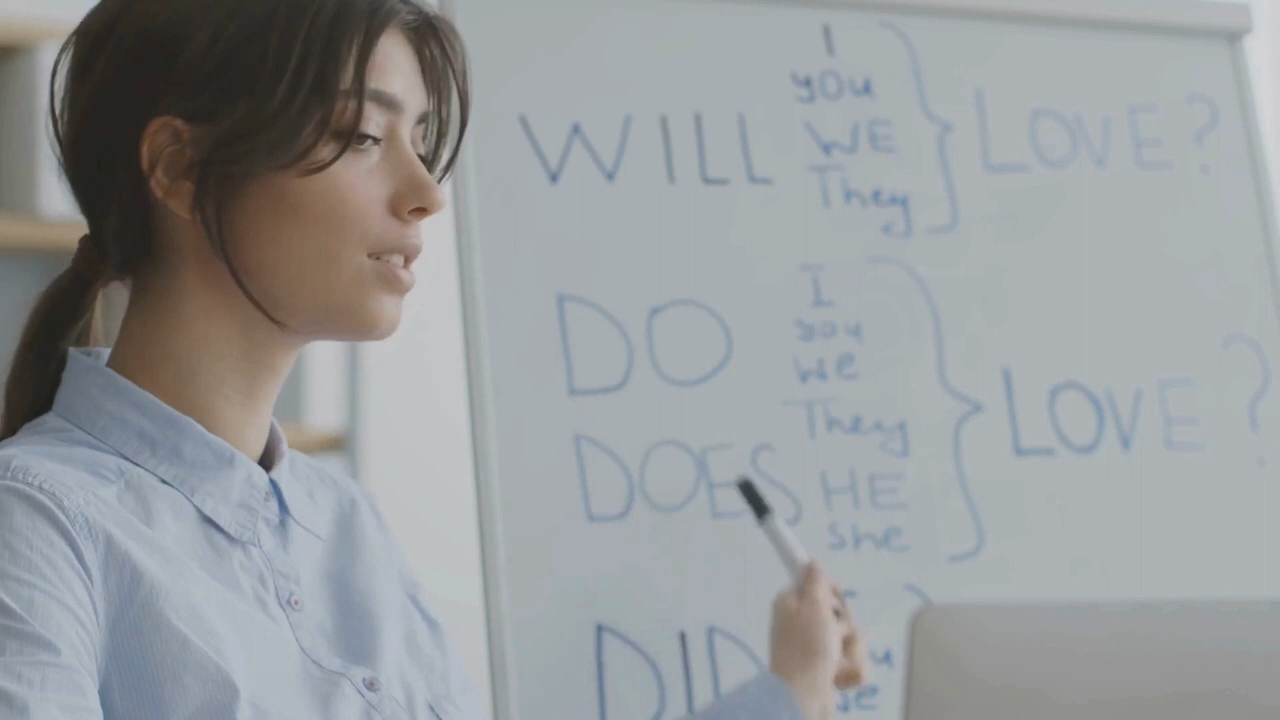 I
you
WILL WE LOVE?
They
I
you
DO we
They LOVE?
DOES HE
she
DID